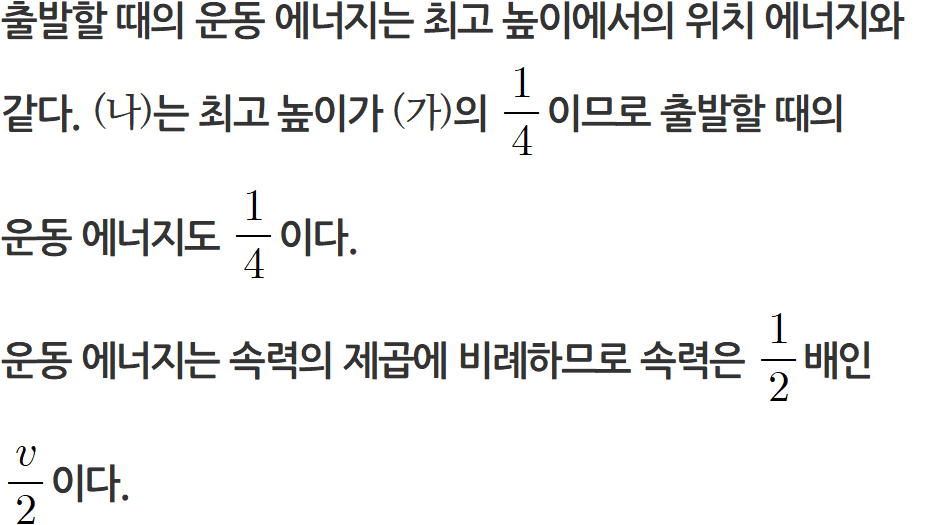 출발할 때의 운동 에너지는 최고 높이에서의 위치 에너지와
같다. (나)는 최고 높이가 (가)의 1/4 이므로 출발할 때의
운동 에너지도 1/4 이다.
운동 에너지는 속력의 제곱에 비례하므로 속력은 1/2 배인
v/2 이다.